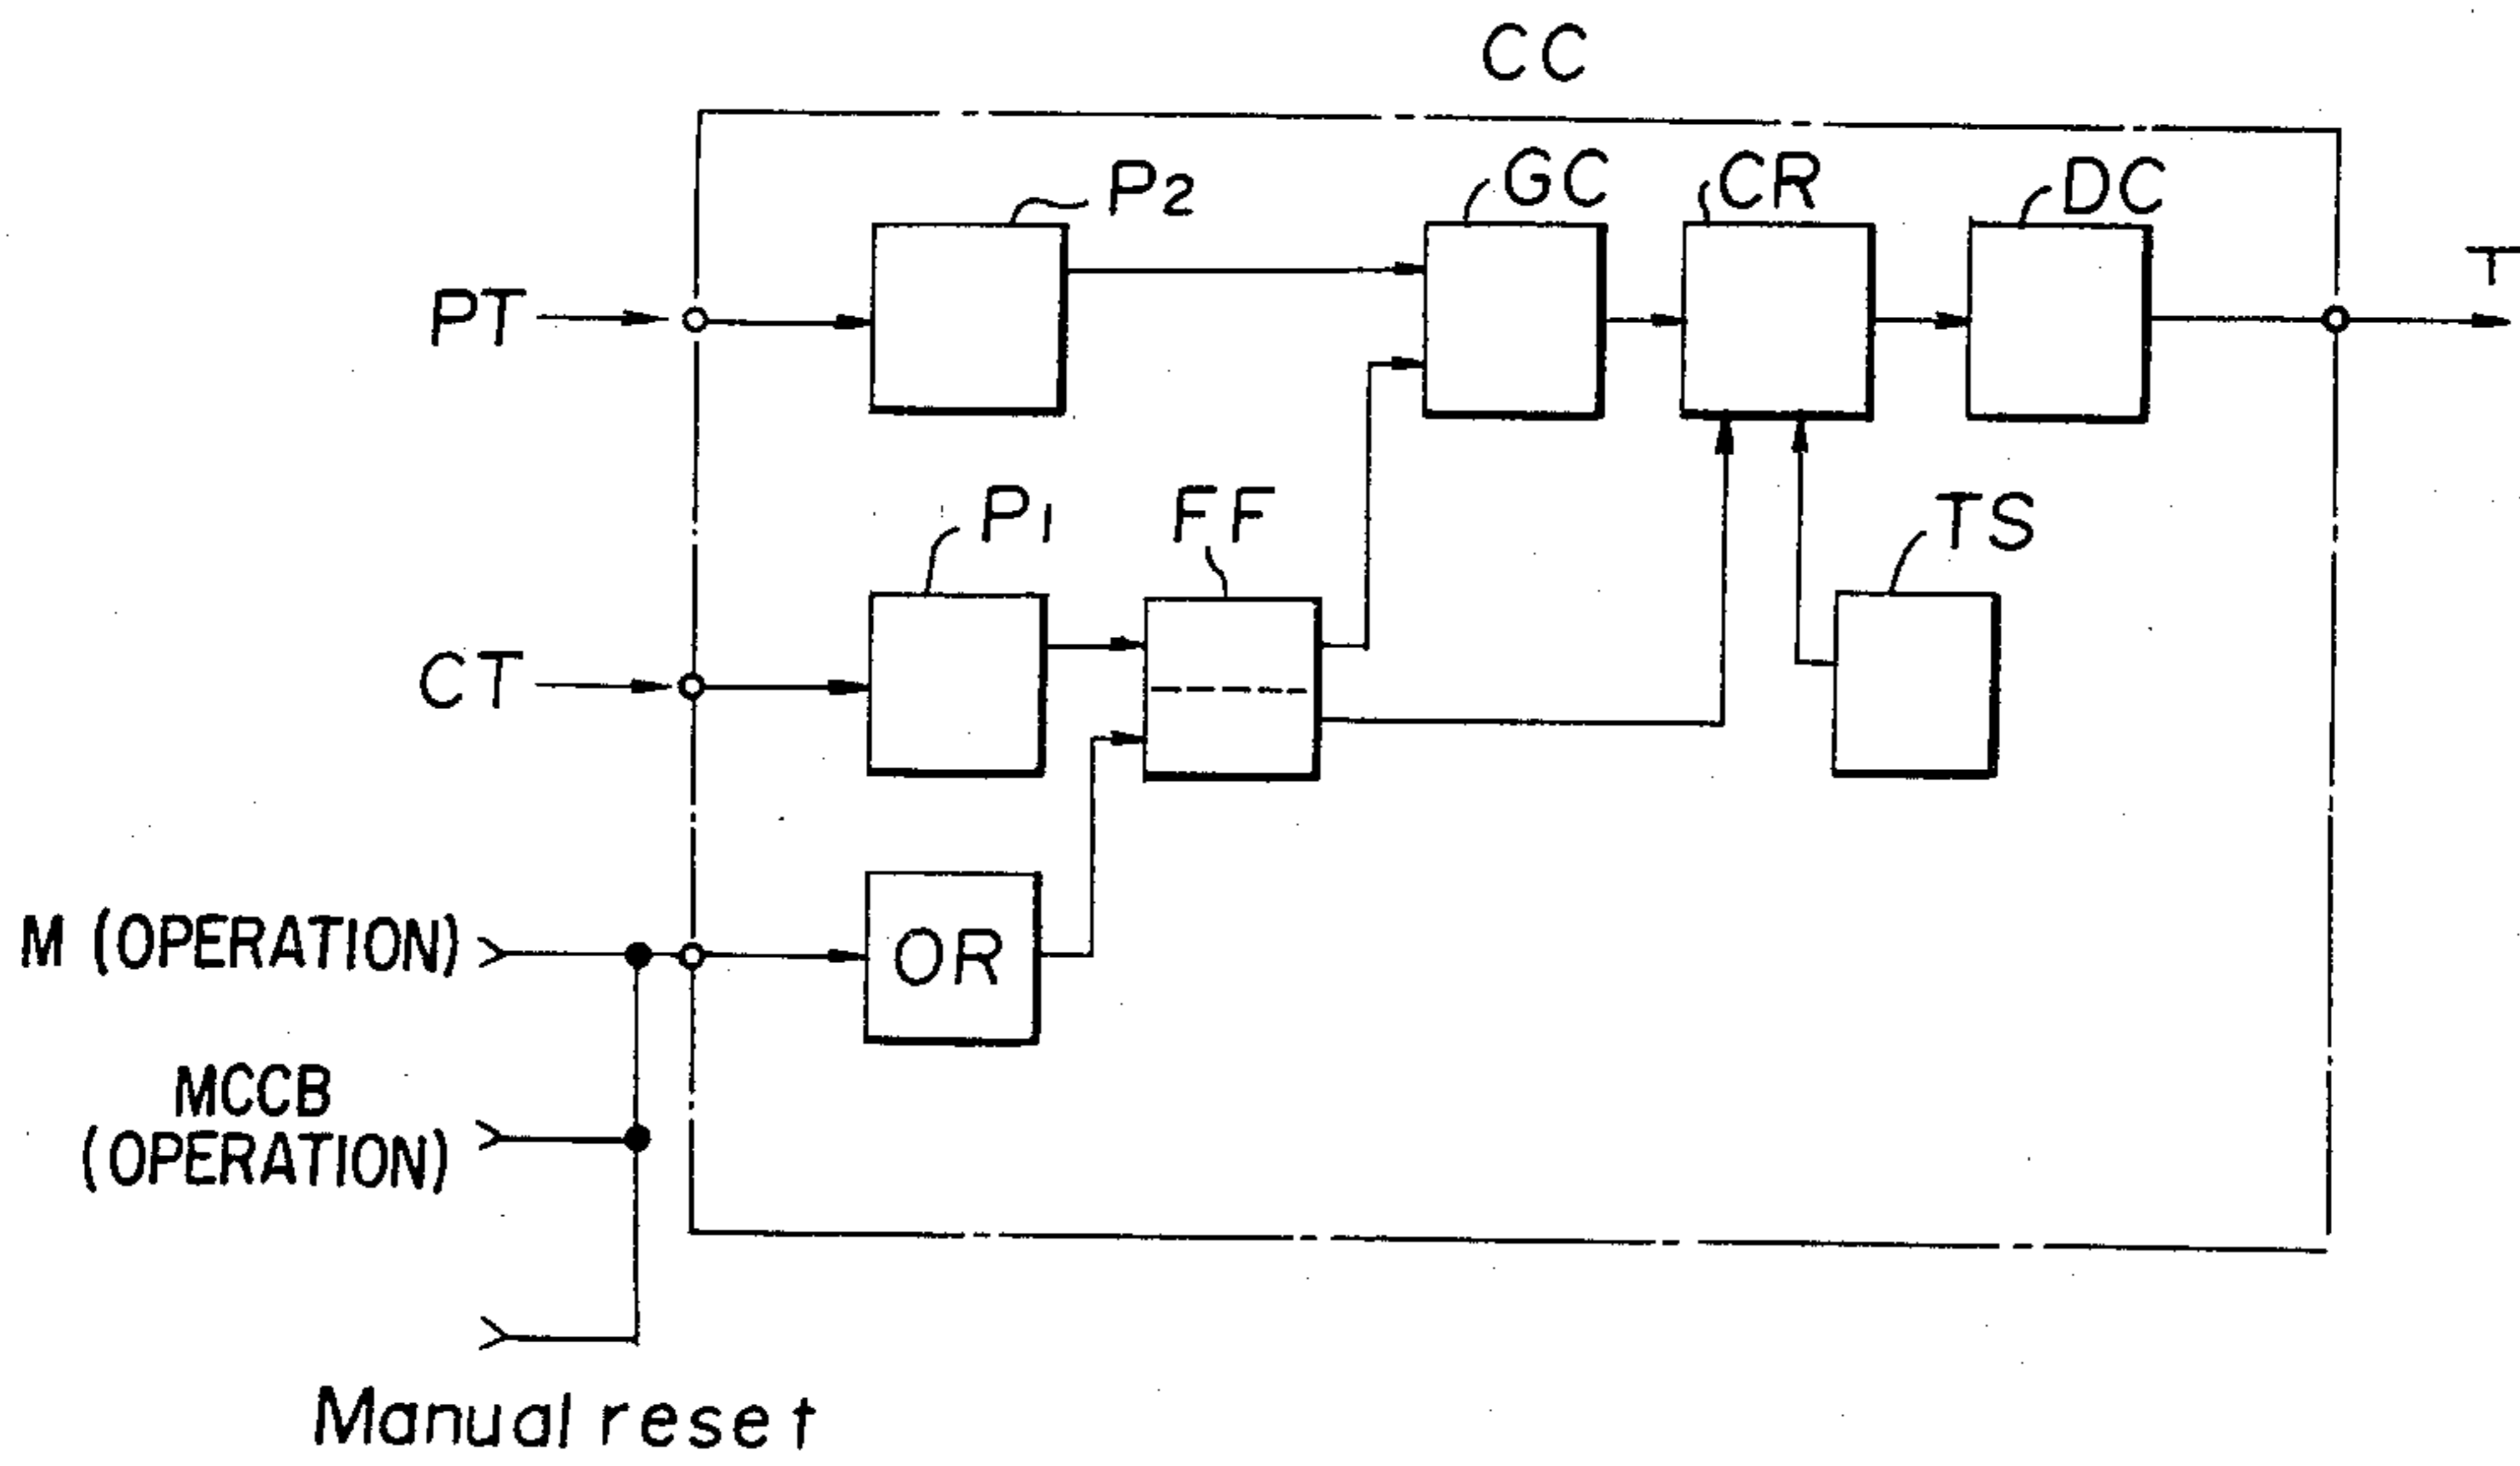 CC
P2
GC
CR
DC
T
PT
P1
FF
TS
CT
M (OPERATION)
OR
MCCB
(OPERATION)
Manual reset